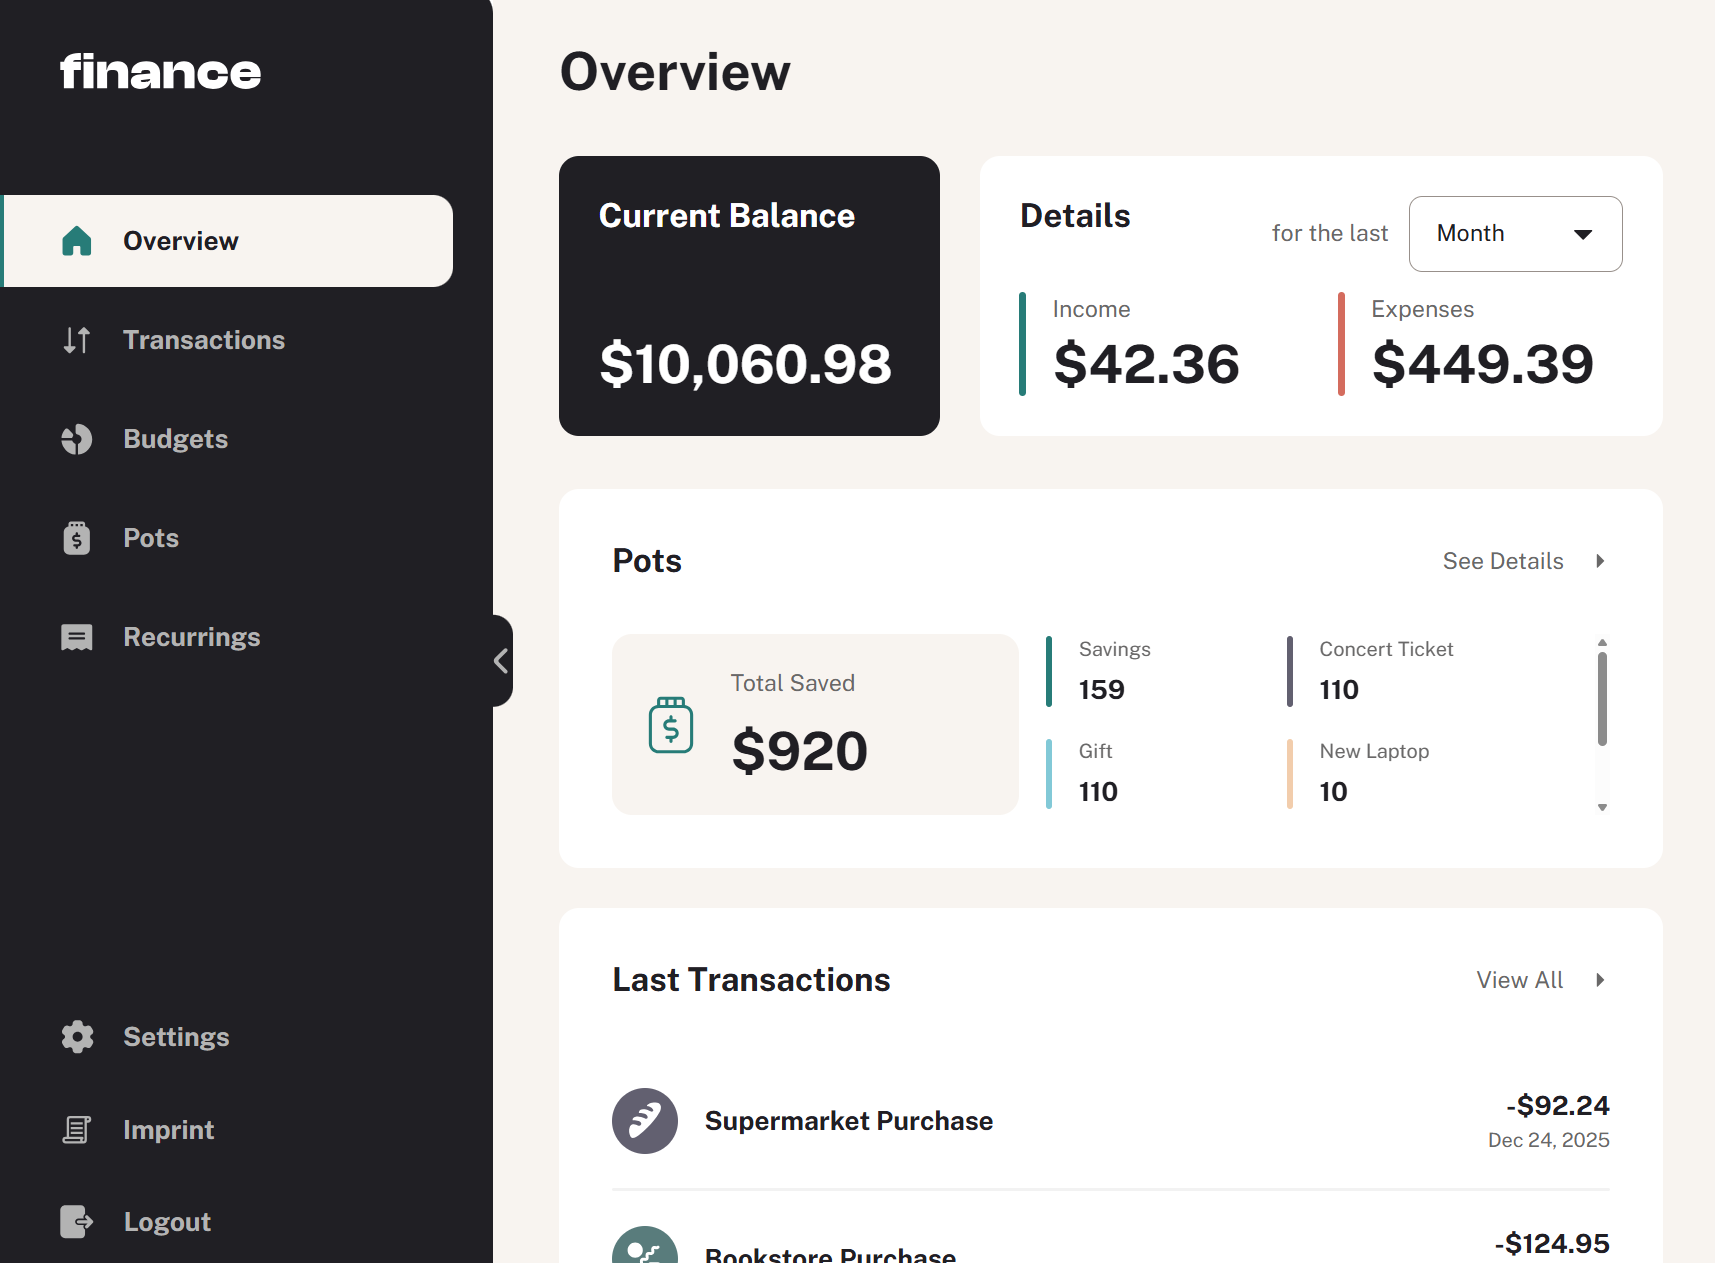 finance
Overview
Transactions
Budgets
Pots
Recurrings
Settings
Imprint
Logout
Overview
Current Balance
$10,060.98
Details
for the last
Month
Income
$42.36
Expenses
$449.39
Pots
See Details
Total Saved
$920
Savings
159
Concert Ticket
110
Gift
110
New Laptop
10
Last Transactions
View All
Supermarket Purchase
-$92.24
Dec 24, 2025
Bookstore Purchase
-$124.95